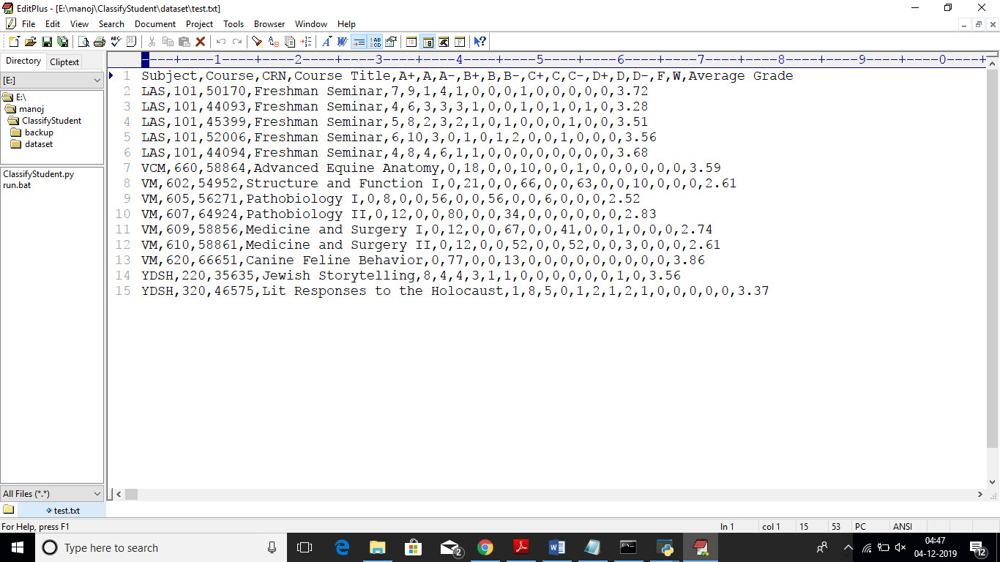 EditPlus - [E:\manoj\ClassifyStudent\dataset\test.txt]
File Edit View Search Document Project Tools Browser Window Help
Directory Cliptext
[E:]
E:\
manoj
ClassifyStudent
backup
dataset
ClassifyStudent.py
run.bat
All Files (*.*)
----+----1----+----2----+----3----+----4----+----5----+----6----+----7----+----8----+----9----+----0----+
1 Subject,Course,CRN,Course Title,A+,A,A-,B+,B,B-,C+,C,C-,D+,D,D-,F,W,Average Grade
2 LAS,101,50170,Freshman Seminar,7,9,1,4,1,0,0,0,1,0,0,0,0,0,3.72
3 LAS,101,44093,Freshman Seminar,4,6,3,3,3,1,0,0,1,0,1,0,1,0,3.28
4 LAS,101,45399,Freshman Seminar,5,8,2,3,2,1,0,1,0,0,0,1,0,0,3.51
5 LAS,101,52006,Freshman Seminar,6,10,3,0,1,0,1,2,0,0,1,0,0,0,3.56
6 LAS,101,44094,Freshman Seminar,4,8,4,6,1,1,0,0,0,0,0,0,0,0,3.68
7 VCM,660,58864,Advanced Equine Anatomy,0,18,0,0,10,0,0,1,0,0,0,0,0,0,3.59
8 VM,602,54952,Structure and Function I,0,21,0,0,66,0,0,63,0,0,10,0,0,0,2.61
9 VM,605,56271,Pathobiology I,0,8,0,0,56,0,0,56,0,0,6,0,0,0,2.52
10 VM,607,64924,Pathobiology II,0,12,0,0,80,0,0,34,0,0,0,0,0,0,2.83
11 VM,609,58856,Medicine and Surgery I,0,12,0,0,67,0,0,41,0,0,1,0,0,0,2.74
12 VM,610,58861,Medicine and Surgery II,0,12,0,0,52,0,0,52,0,0,3,0,0,0,2.61
13 VM,620,66651,Canine Feline Behavior,0,77,0,0,13,0,0,0,0,0,0,0,0,0,3.86
14 YDSH,220,35635,Jewish Storytelling,8,4,4,3,1,1,0,0,0,0,0,0,1,0,3.56
15 YDSH,320,46575,Lit Responses to the Holocaust,1,8,5,0,1,2,1,2,1,0,0,0,0,0,3.37
test.txt
For Help, press F1 ln 1 col 1 15 53 PC ANSI
Type here to search
2
04:47
04-12-2019
12